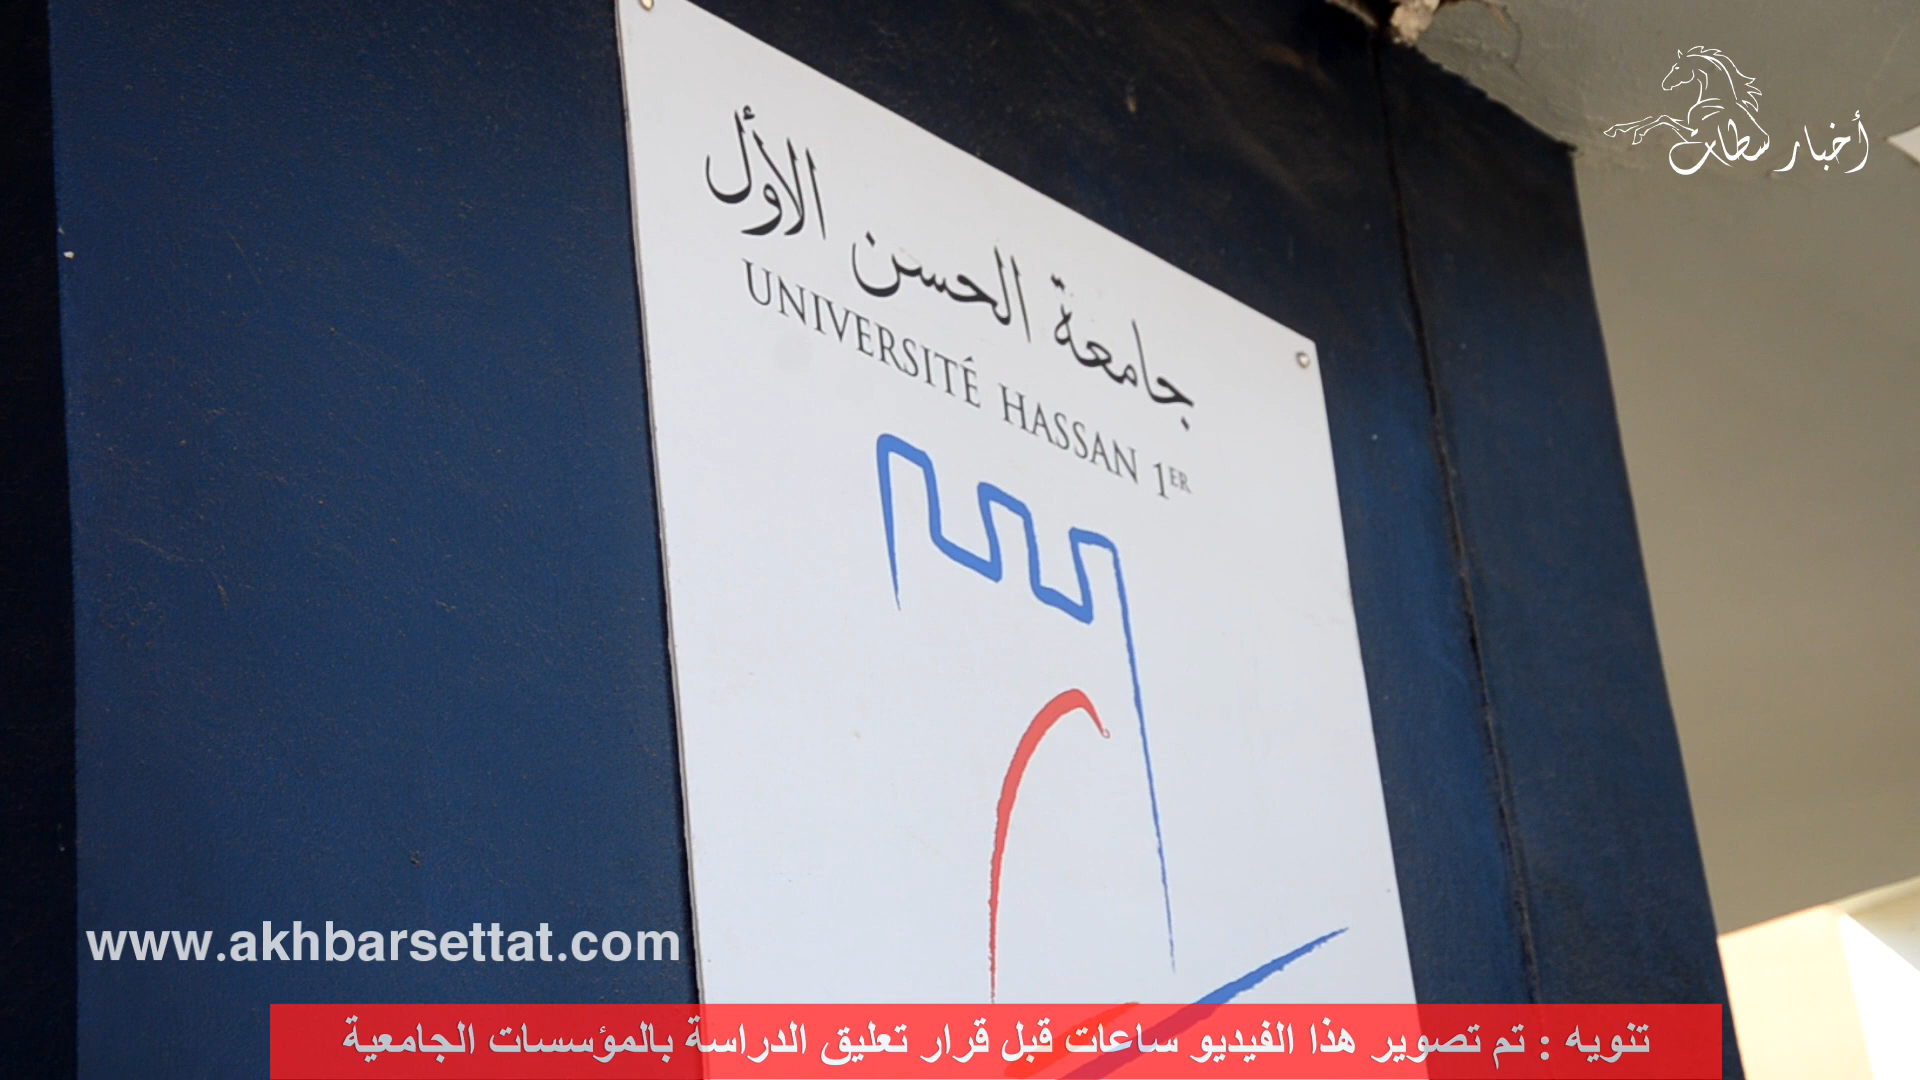 أخبار سطات
جامعة الحسن الأول
UNIVERSITÉ HASSAN 1ER
www.akhbarsettat.com
تنويه : تم تصوير هذا الفيديو ساعات قبل قرار تعليق الدراسة بالمؤسسات الجامعية